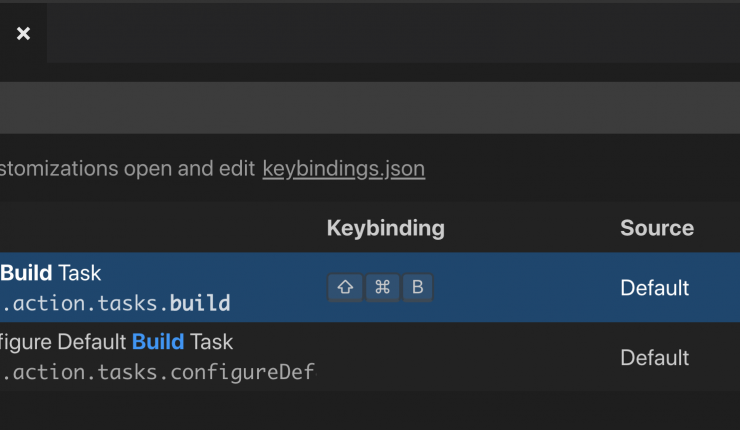 stomizations open and edit keybindings.json
Keybinding Source
Build Task
⇧ ⌘ B Default
.action.tasks.build
figure Default Build Task
Default
.action.tasks.configureDef